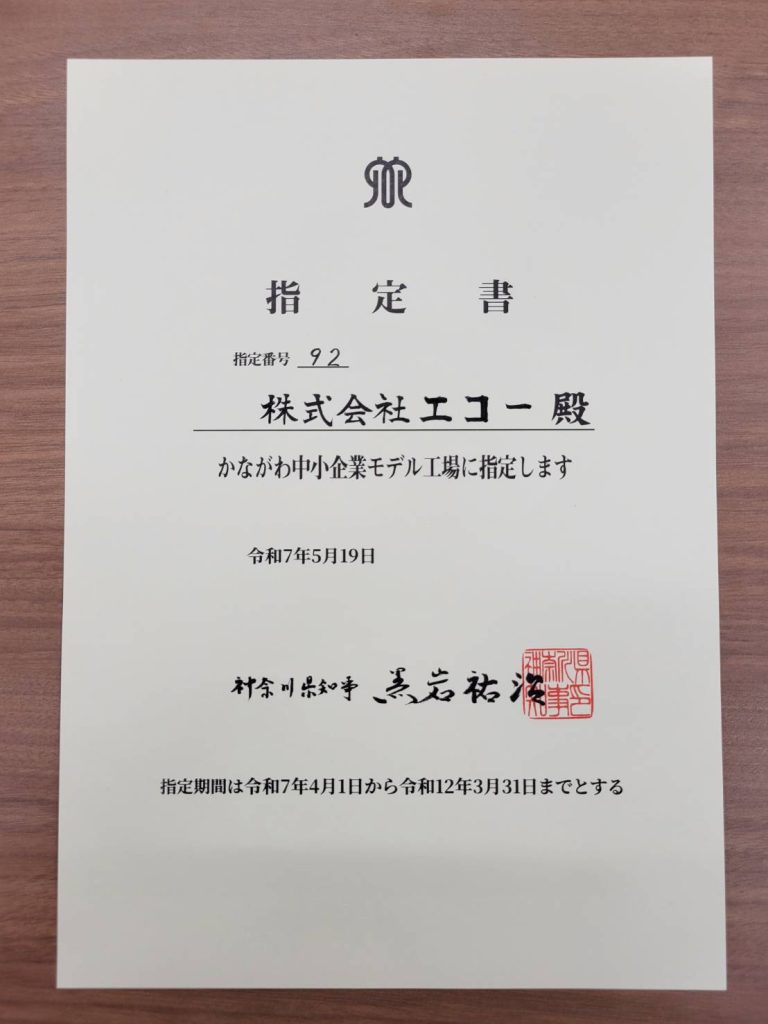 指定書
指定番号 92
株式会社エコー 殿
かながわ中小企業モデル工場に指定します
令和7年5月19日
神奈川県知事 黒岩祐治
指定期間は令和7年4月1日から令和12年3月31日までとする